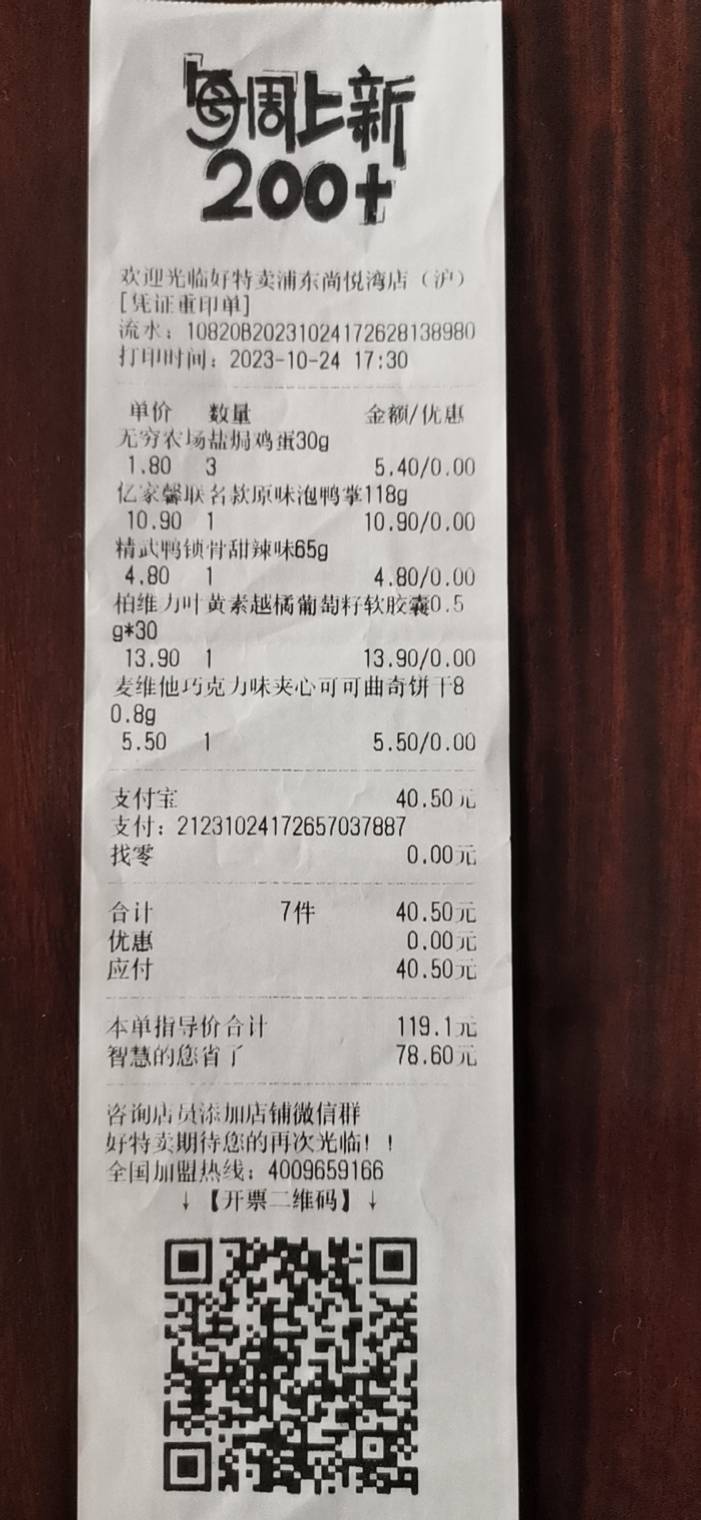 每周上新
200+
欢迎光临好特卖浦东尚悦湾店（沪）
[凭证重印单]
流水：10820B20231024172628138980
打印时间：2023-10-24 17:30
单价 数量 金额/优惠
无穷农场盐焗鸡蛋30g
1.80 3 5.40/0.00
亿家馨联名款原味泡鸭掌118g
10.90 1 10.90/0.00
精武鸭锁骨甜辣味65g
4.80 1 4.80/0.00
柏维力叶黄素越橘葡萄籽软胶囊0.5
g*30
13.90 1 13.90/0.00
麦维他巧克力味夹心可可曲奇饼干8
0.8g
5.50 1 5.50/0.00
支付宝 40.50元
支付：21231024172657037887
找零 0.00元
合计 7件 40.50元
优惠 0.00元
应付 40.50元
本单指导价合计 119.1元
智慧的您省了 78.60元
咨询店员添加店铺微信群
好特卖期待您的再次光临！！
全国加盟热线：4009659166
↓【开票二维码】↓